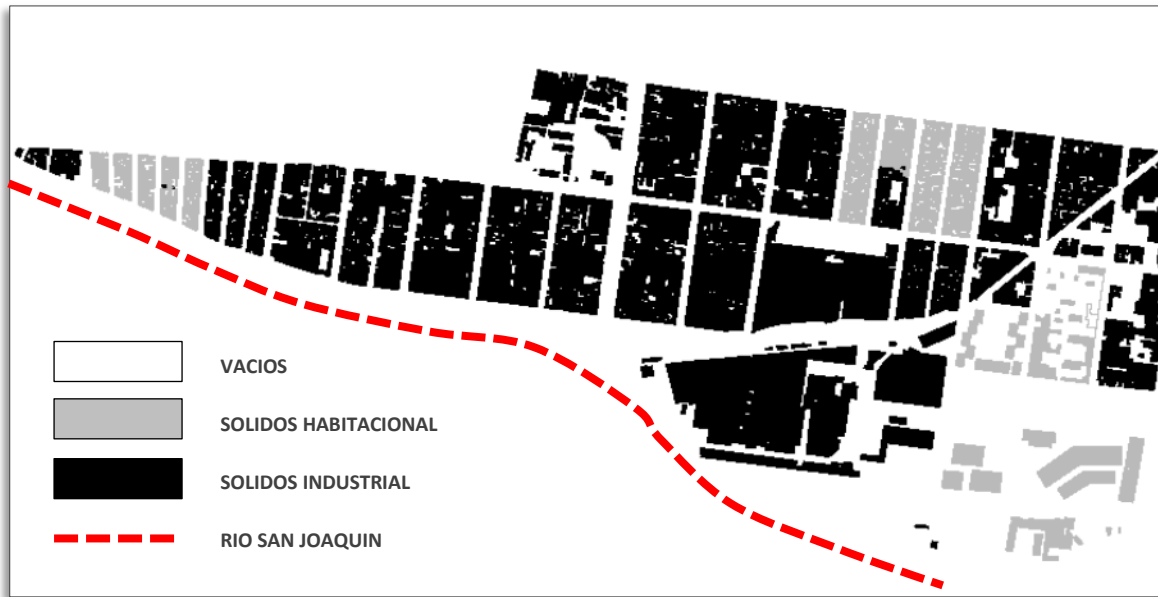 VACIOS
SOLIDOS HABITACIONAL
SOLIDOS INDUSTRIAL
RIO SAN JOAQUIN